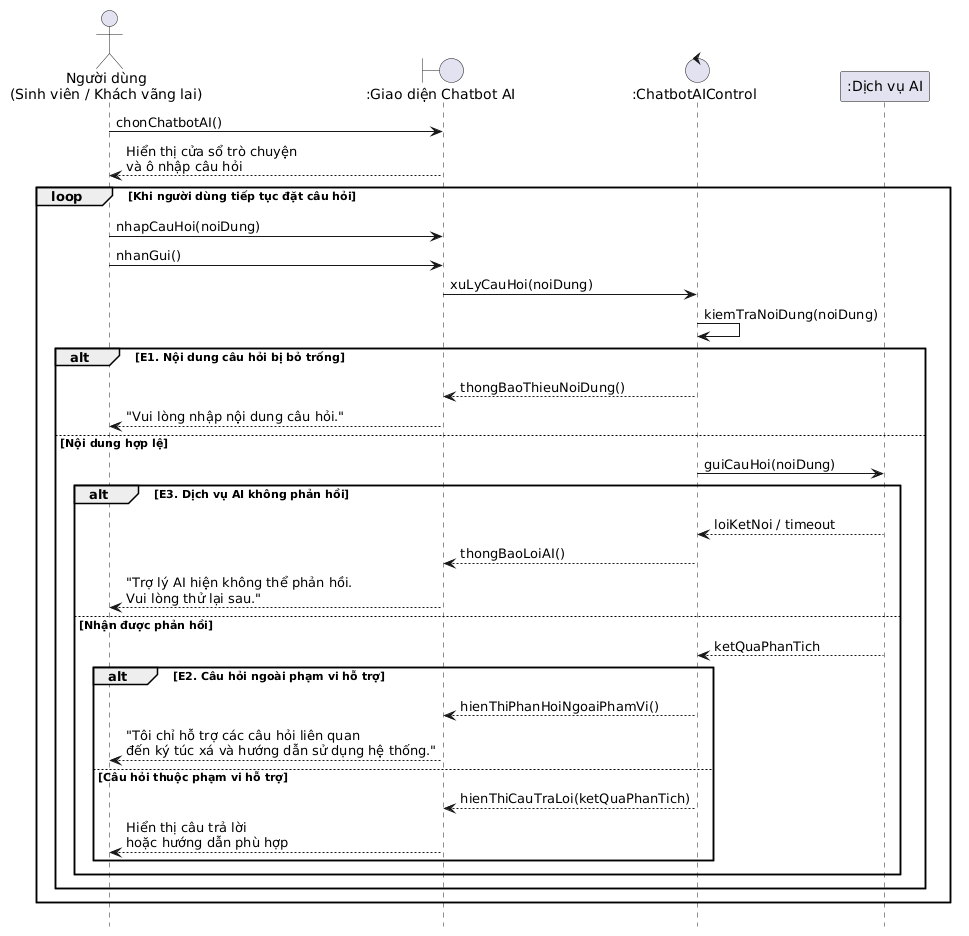 Người dùng
(Sinh viên / Khách vãng lai)
:Giao diện Chatbot AI
:ChatbotAIControl
:Dịch vụ AI
chonChatbotAI()
Hiển thị cửa sổ trò chuyện
và ô nhập câu hỏi
loop
[Khi người dùng tiếp tục đặt câu hỏi]
nhapCauHoi(noiDung)
nhanGui()
xuLyCauHoi(noiDung)
kiemTraNoiDung(noiDung)
alt
[E1. Nội dung câu hỏi bị bỏ trống]
thongBaoThieuNoiDung()
"Vui lòng nhập nội dung câu hỏi."
[Nội dung hợp lệ]
guiCauHoi(noiDung)
alt
[E3. Dịch vụ AI không phản hồi]
loiKetNoi / timeout
thongBaoLoiAI()
"Trợ lý AI hiện không thể phản hồi.
Vui lòng thử lại sau."
[Nhận được phản hồi]
ketQuaPhanTich
alt
[E2. Câu hỏi ngoài phạm vi hỗ trợ]
hienThiPhanHoiNgoaiPhamVi()
"Tôi chỉ hỗ trợ các câu hỏi liên quan
đến ký túc xá và hướng dẫn sử dụng hệ thống."
[Câu hỏi thuộc phạm vi hỗ trợ]
hienThiCauTraLoi(ketQuaPhanTich)
Hiển thị câu trả lời
hoặc hướng dẫn phù hợp